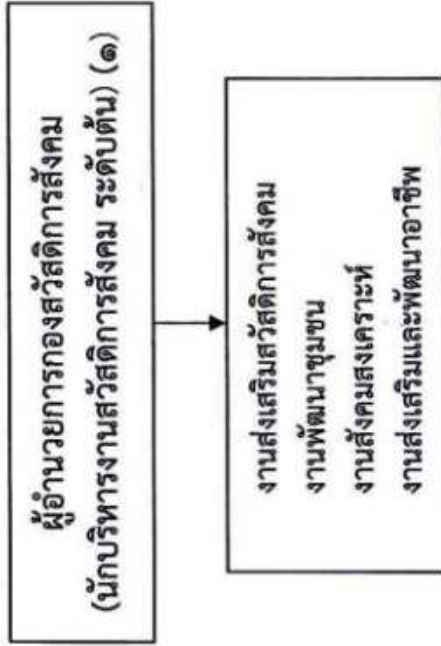 ผู้อำนวยการกองสวัสดิการสังคม
(นักบริหารงานสวัสดิการสังคม ระดับต้น) (๑)
งานส่งเสริมสวัสดิการสังคม
งานพัฒนาชุมชน
งานสังคมสงเคราะห์
งานส่งเสริมและพัฒนาอาชีพ